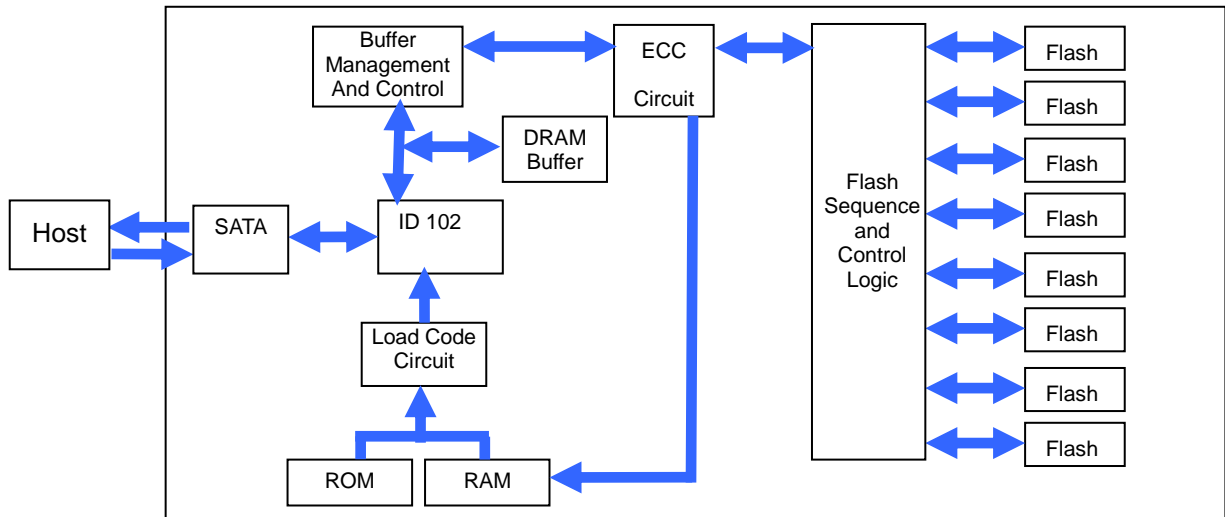 Buffer
Management
And Control
ECC
Circuit
DRAM
Buffer
Host
SATA
ID 102
Load Code
Circuit
ROM
RAM
Flash
Sequence
and
Control
Logic
Flash
Flash
Flash
Flash
Flash
Flash
Flash
Flash